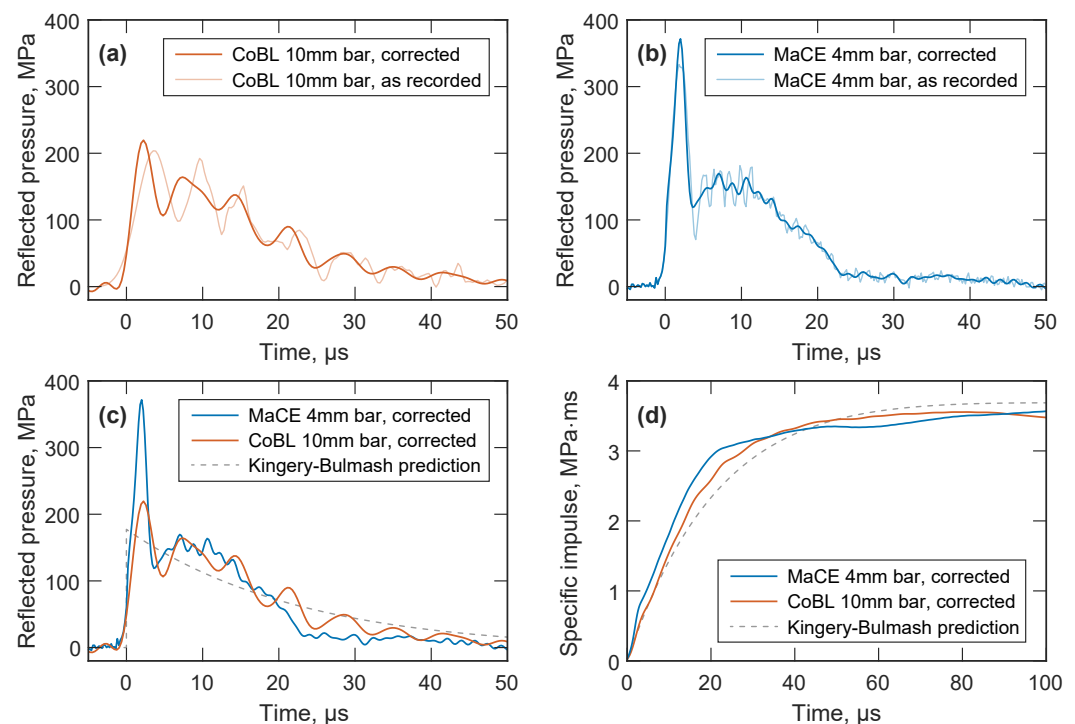 (a)
CoBL 10mm bar, corrected
CoBL 10mm bar, as recorded
Reflected pressure, MPa
400
300
200
100
0
0 10 20 30 40 50
Time, µs
(b)
MaCE 4mm bar, corrected
MaCE 4mm bar, as recorded
Reflected pressure, MPa
400
300
200
100
0
0 10 20 30 40 50
Time, µs
(c)
MaCE 4mm bar, corrected
CoBL 10mm bar, corrected
Kingery-Bulmash prediction
Reflected pressure, MPa
400
300
200
100
0
0 10 20 30 40 50
Time, µs
(d)
Specific impulse, MPa·ms
4
3
2
1
0
MaCE 4mm bar, corrected
CoBL 10mm bar, corrected
Kingery-Bulmash prediction
0 20 40 60 80 100
Time, µs